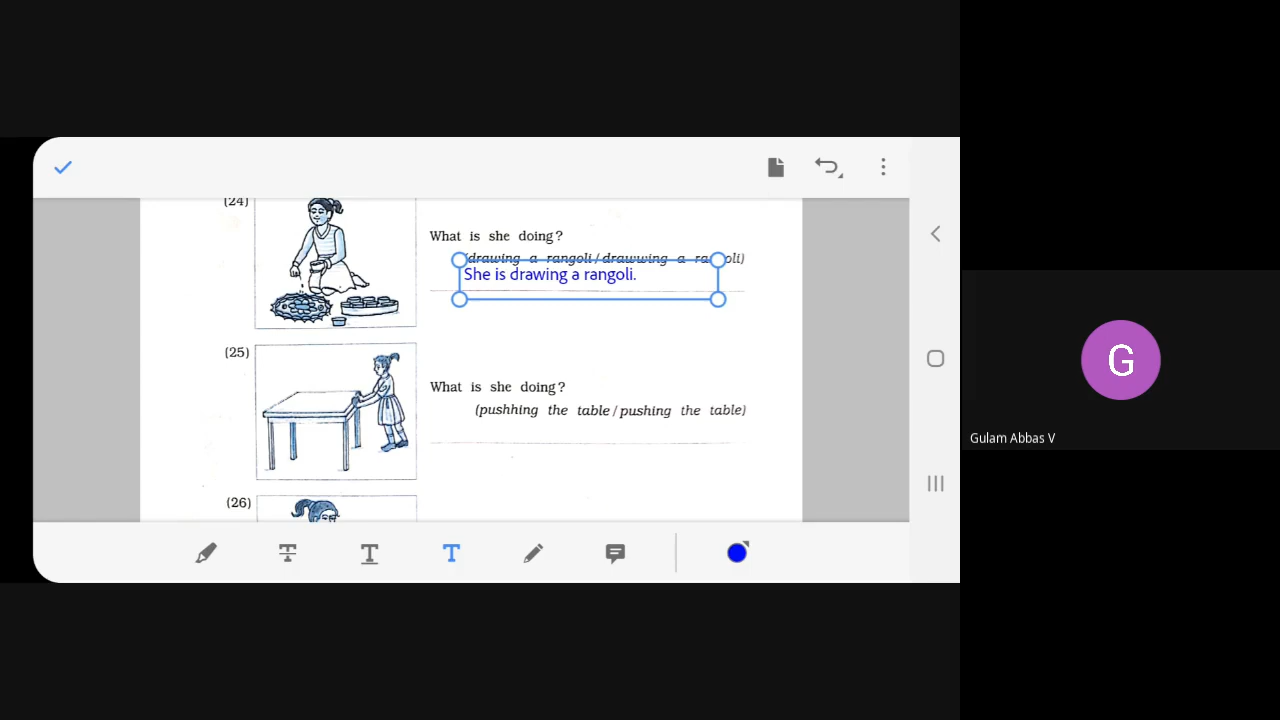 (24)
What is she doing?
(drawing a rangoli/drawwing a rangoli)
She is drawing a rangoli.
(25)
What is she doing?
(pushhing the table/pushing the table)
(26)
G
Gulam Abbas V